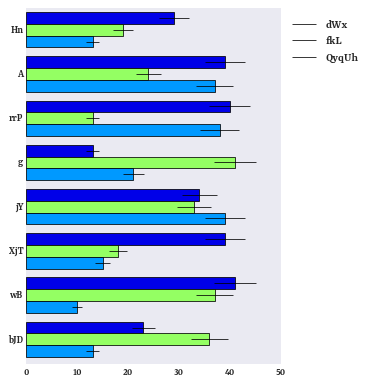 Hn
A
rrP
g
jY
XjT
wB
bJD
0 10 20 30 40 50
dWx
fkL
QyqUh